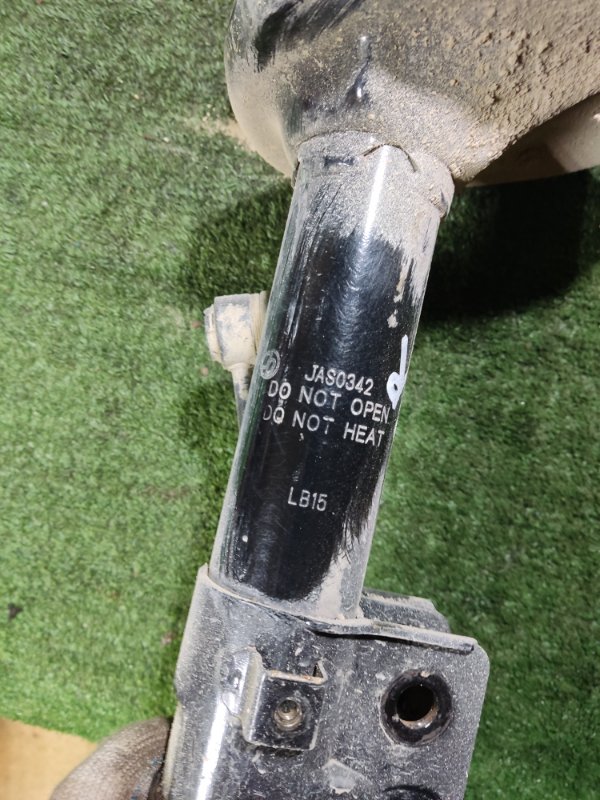 JAS0342
DO NOT OPEN
DO NOT HEAT
LB15